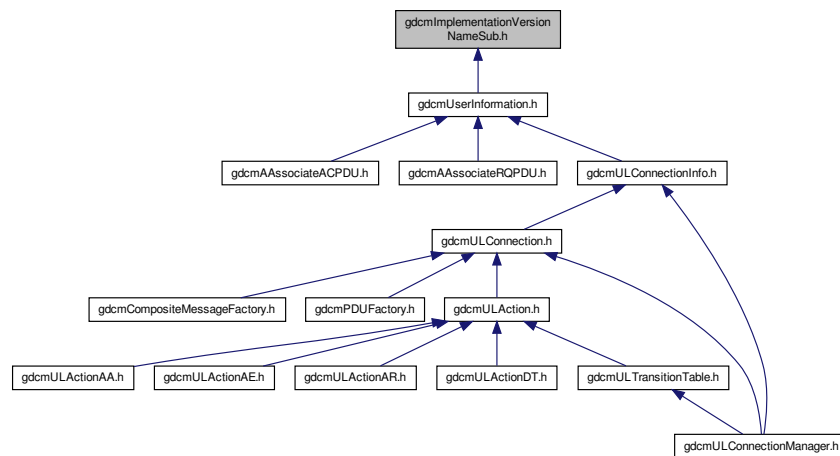 gdcmImplementationVersion
NameSub.h
gdcmUserInformation.h
gdcmAAssociateACPDU.h
gdcmAAssociateRQPDU.h
gdcmULConnectionInfo.h
gdcmULConnection.h
gdcmCompositeMessageFactory.h
gdcmPDUFactory.h
gdcmULAction.h
gdcmULActionAA.h
gdcmULActionAE.h
gdcmULActionAR.h
gdcmULActionDT.h
gdcmULTransitionTable.h
gdcmULConnectionManager.h